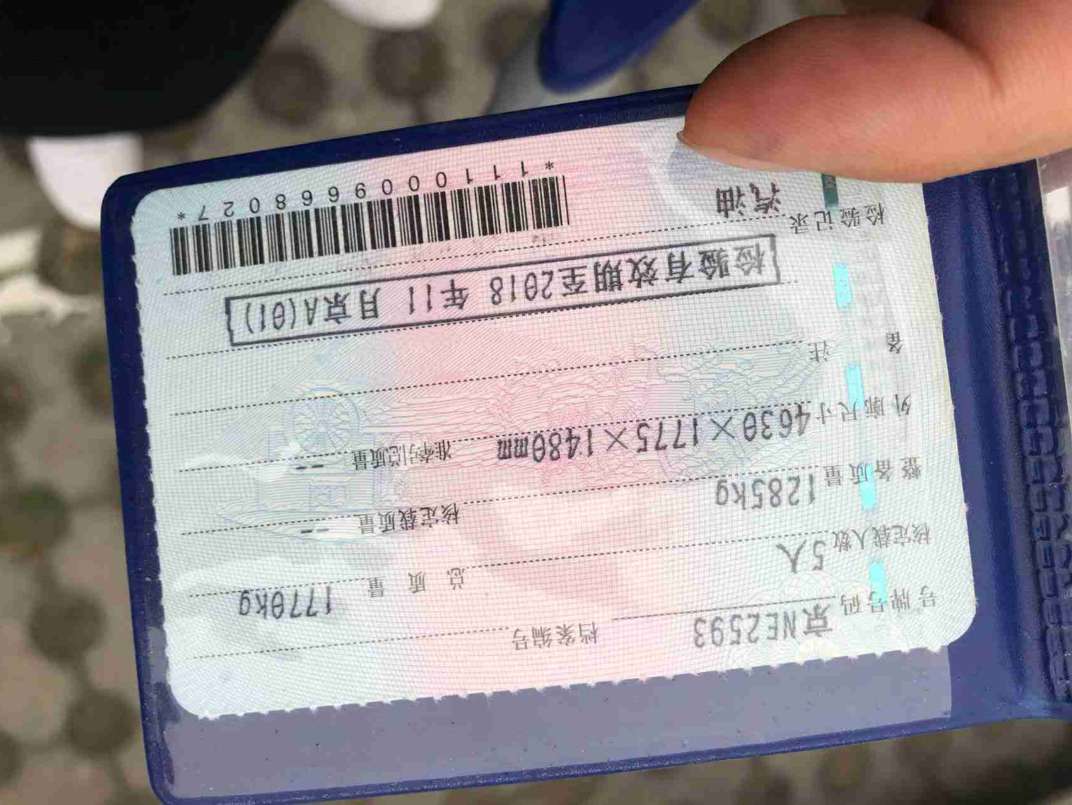 号牌号码 京NE2593 档案编号
核定载人数 5人 总质量 1770kg
整备质量 1285kg 核定载质量 --
外廓尺寸 4630×1775×1480mm 准牵引总质量 --
备注
检验有效期至2018年11月京A(01)
检验记录
汽油
*1110009668027*